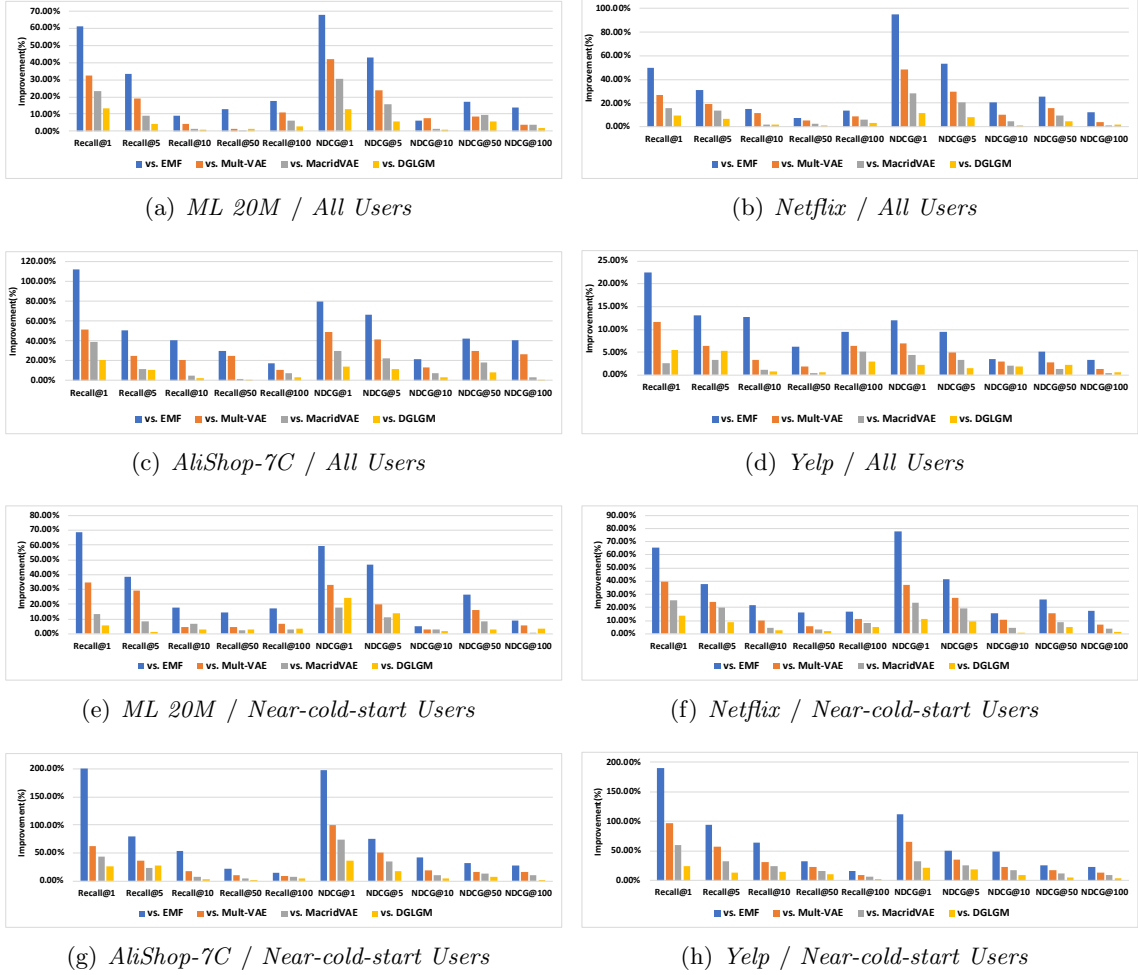 70.00%
60.00%
50.00%
40.00%
30.00%
20.00%
10.00%
0.00%
Improvement(%)
Recall@1 Recall@5 Recall@10 Recall@50 Recall@100 NDCG@1 NDCG@5 NDCG@10 NDCG@50 NDCG@100
vs. EMF vs. Mult-VAE vs. MacridVAE vs. DGLGM
(a) ML 20M / All Users
100.00%
80.00%
60.00%
40.00%
20.00%
0.00%
Improvement(%)
Recall@1 Recall@5 Recall@10 Recall@50 Recall@100 NDCG@1 NDCG@5 NDCG@10 NDCG@50 NDCG@100
vs. EMF vs. Mult-VAE vs. MacridVAE vs. DGLGM
(b) Netflix / All Users
120.00%
100.00%
80.00%
60.00%
40.00%
20.00%
0.00%
Improvement(%)
Recall@1 Recall@5 Recall@10 Recall@50 Recall@100 NDCG@1 NDCG@5 NDCG@10 NDCG@50 NDCG@100
vs. EMF vs. Mult-VAE vs. MacridVAE vs. DGLGM
(c) AliShop-7C / All Users
25.00%
20.00%
15.00%
10.00%
5.00%
0.00%
Improvement(%)
Recall@1 Recall@5 Recall@10 Recall@50 Recall@100 NDCG@1 NDCG@5 NDCG@10 NDCG@50 NDCG@100
vs. EMF vs. Mult-VAE vs. MacridVAE vs. DGLGM
(d) Yelp / All Users
80.00%
70.00%
60.00%
50.00%
40.00%
30.00%
20.00%
10.00%
0.00%
Improvement(%)
Recall@1 Recall@5 Recall@10 Recall@50 Recall@100 NDCG@1 NDCG@5 NDCG@10 NDCG@50 NDCG@100
vs. EMF vs. Mult-VAE vs. MacridVAE vs. DGLGM
(e) ML 20M / Near-cold-start Users
90.00%
80.00%
70.00%
60.00%
50.00%
40.00%
30.00%
20.00%
10.00%
0.00%
Improvement(%)
Recall@1 Recall@5 Recall@10 Recall@50 Recall@100 NDCG@1 NDCG@5 NDCG@10 NDCG@50 NDCG@100
vs. EMF vs. Mult-VAE vs. MacridVAE vs. DGLGM
(f) Netflix / Near-cold-start Users
200.00%
150.00%
100.00%
50.00%
0.00%
Improvement(%)
Recall@1 Recall@5 Recall@10 Recall@50 Recall@100 NDCG@1 NDCG@5 NDCG@10 NDCG@50 NDCG@100
vs. EMF vs. Mult-VAE vs. MacridVAE vs. DGLGM
(g) AliShop-7C / Near-cold-start Users
200.00%
150.00%
100.00%
50.00%
0.00%
Improvement(%)
Recall@1 Recall@5 Recall@10 Recall@50 Recall@100 NDCG@1 NDCG@5 NDCG@10 NDCG@50 NDCG@100
vs. EMF vs. Mult-VAE vs. MacridVAE vs. DGLGM
(h) Yelp / Near-cold-start Users